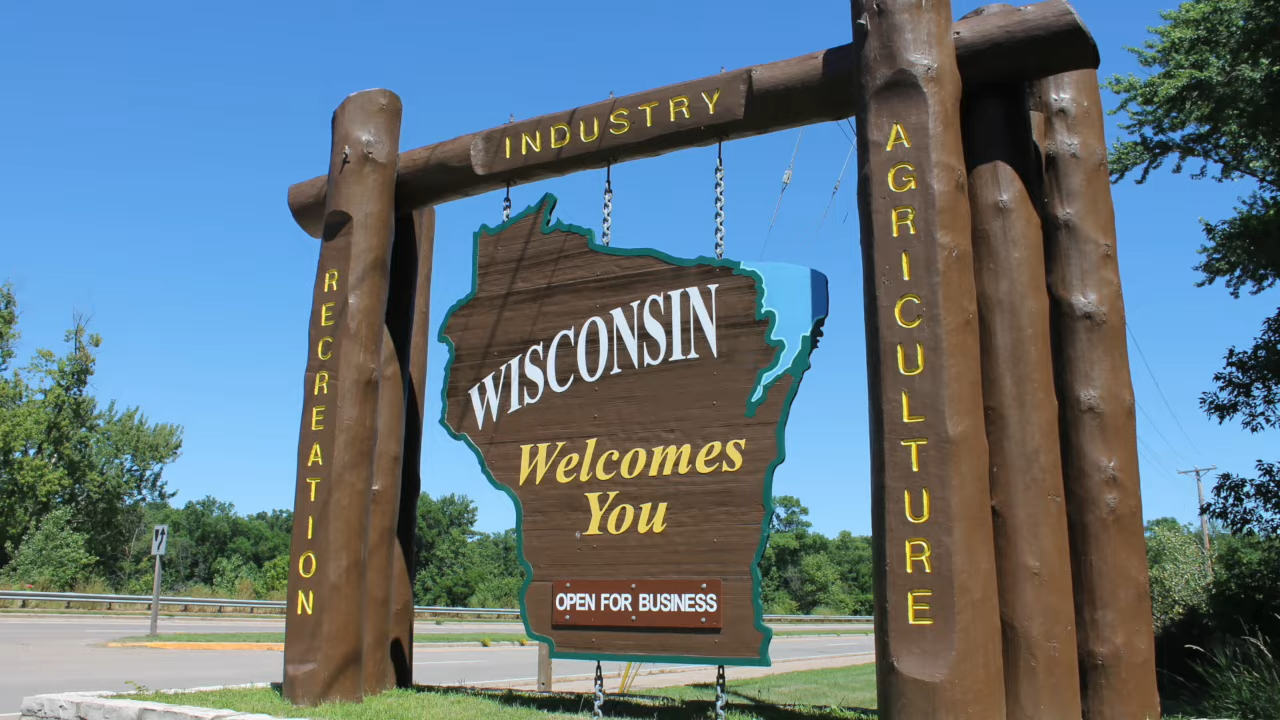 INDUSTRY
RECREATION
WISCONSIN
Welcomes
You
OPEN FOR BUSINESS
AGRICULTURE